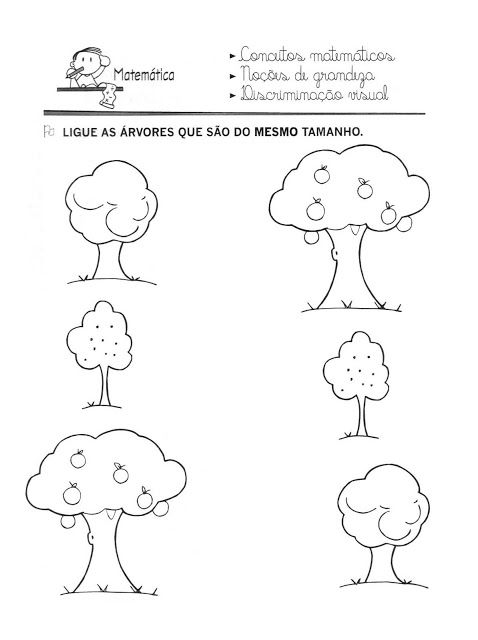 Matemática
▸ Conceitos matemáticos
▸ Noções de grandeza
▸ Discriminação visual
LIGUE AS ÁRVORES QUE SÃO DO MESMO TAMANHO.